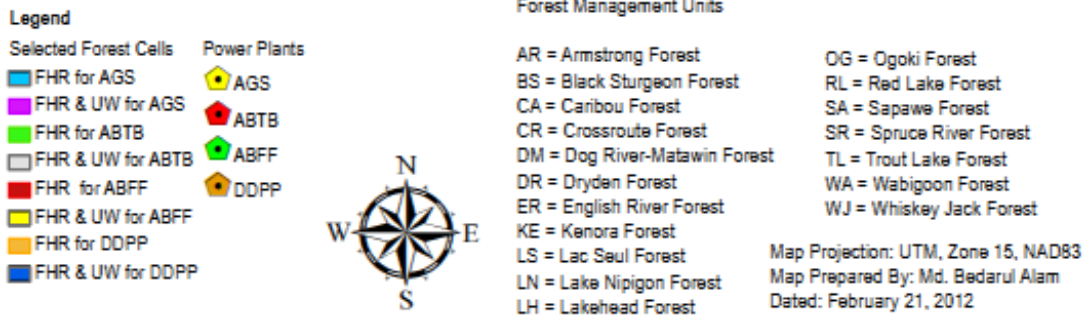 Legend
Selected Forest Cells
FHR for AGS
FHR & UW for AGS
FHR for ABTB
FHR & UW for ABTB
FHR for ABFF
FHR & UW for ABFF
FHR for DDPP
FHR & UW for DDPP
Power Plants
AGS
ABTB
ABFF
DDPP
N
W
E
S
Forest Management Units
AR = Armstrong Forest
BS = Black Sturgeon Forest
CA = Caribou Forest
CR = Crossroute Forest
DM = Dog River-Matawin Forest
DR = Dryden Forest
ER = English River Forest
KE = Kenora Forest
LS = Lac Seul Forest
LN = Lake Nipigon Forest
LH = Lakehead Forest
OG = Ogoki Forest
RL = Red Lake Forest
SA = Sapawe Forest
SR = Spruce River Forest
TL = Trout Lake Forest
WA = Wabigoon Forest
WJ = Whiskey Jack Forest
Map Projection: UTM, Zone 15, NAD83
Map Prepared By: Md. Bedarul Alam
Dated: February 21, 2012